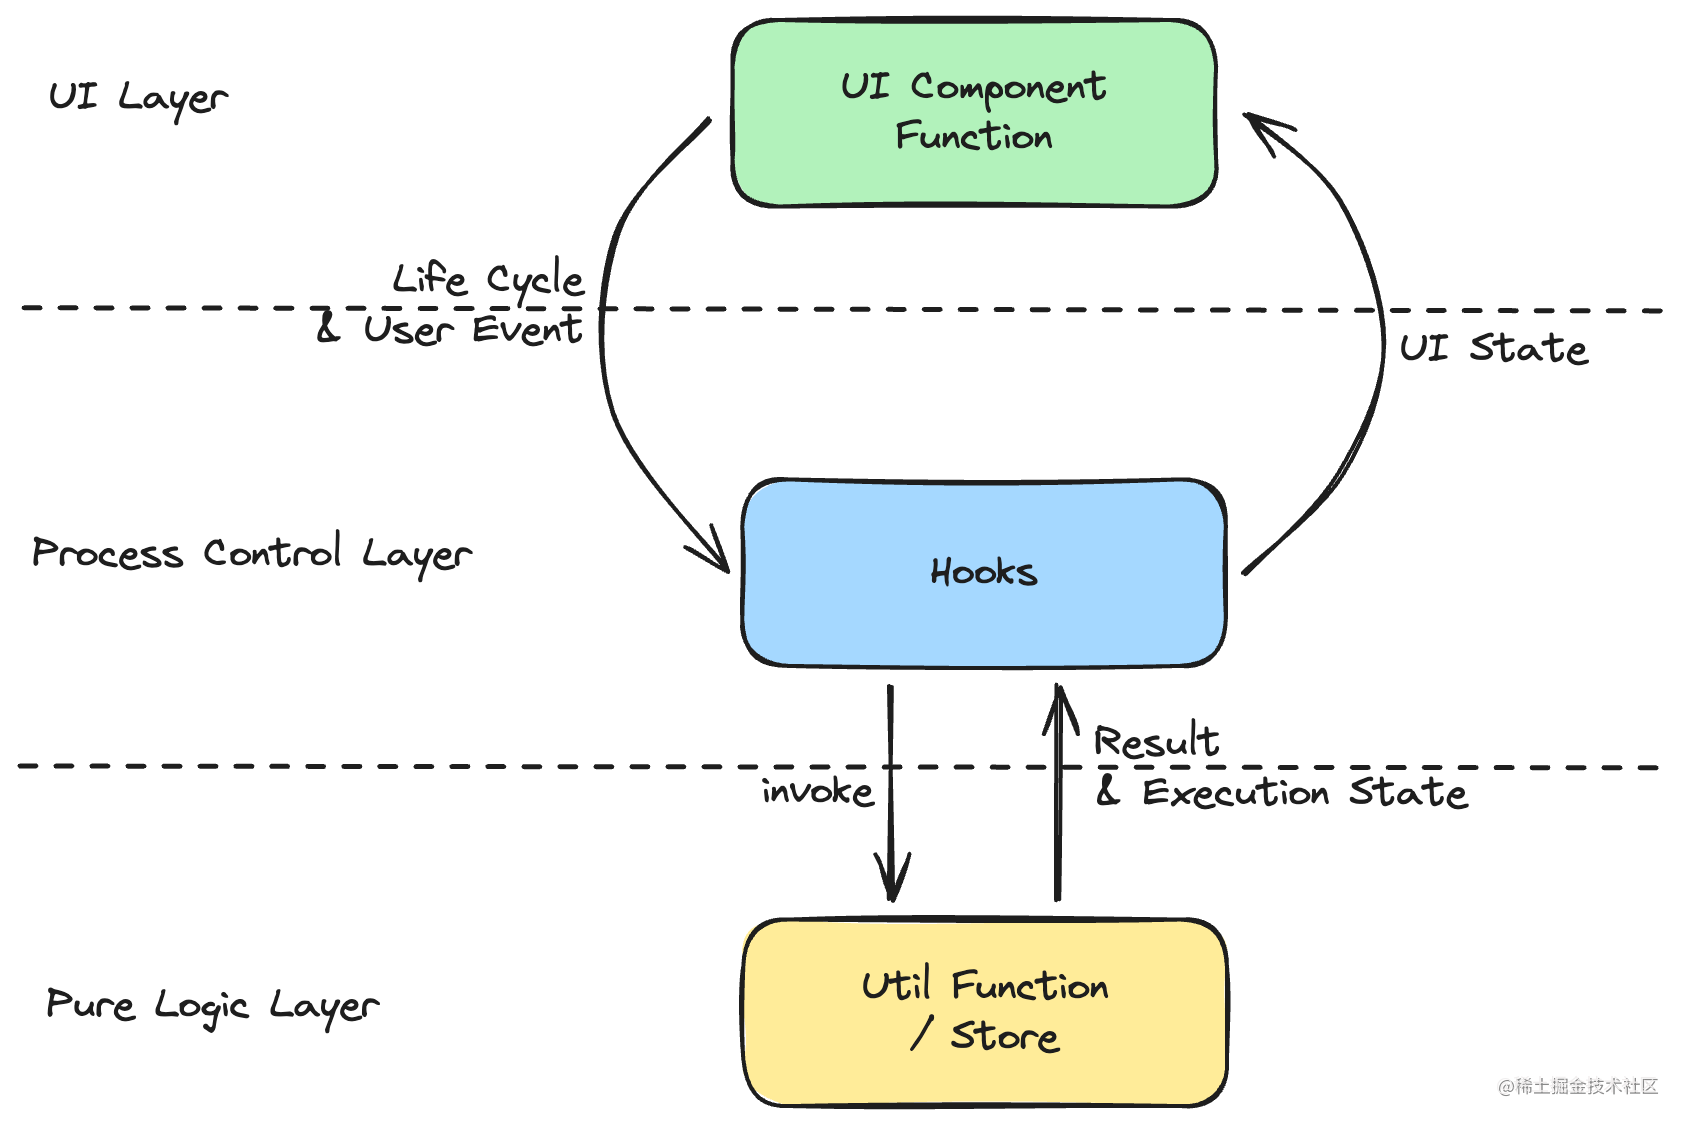 UI Layer
UI Component
Function
Life Cycle
& User Event
UI State
Process Control Layer
Hooks
invoke
Result
& Execution State
Pure Logic Layer
Util Function
/ Store
@稀土掘金技术社区